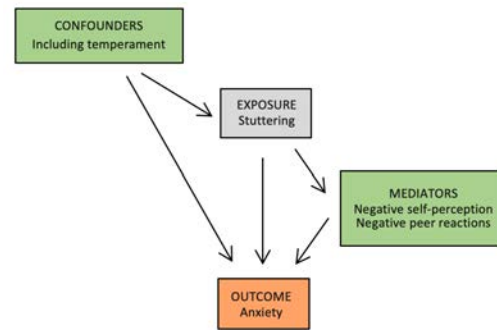 CONFOUNDERS
Including temperament
EXPOSURE
Stuttering
MEDIATORS
Negative self-perception
Negative peer reactions
OUTCOME
Anxiety